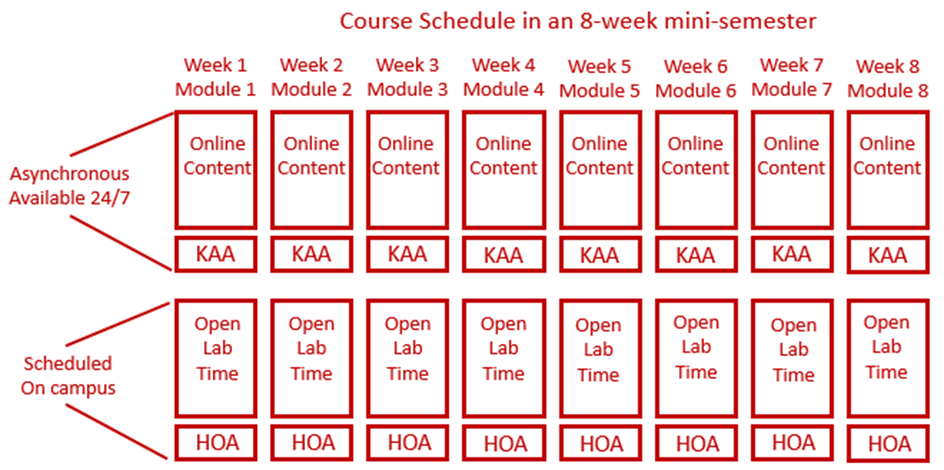 Course Schedule in an 8-week mini-semester
Week 1 Week 2 Week 3 Week 4 Week 5 Week 6 Week 7 Week 8
Module 1 Module 2 Module 3 Module 4 Module 5 Module 6 Module 7 Module 8
Asynchronous
Available 24/7
Online Online Online Online Online Online Online Online
Content Content Content Content Content Content Content Content
KAA KAA KAA KAA KAA KAA KAA KAA
Scheduled
On campus
Open Open Open Open Open Open Open Open
Lab Lab Lab Lab Lab Lab Lab Lab
Time Time Time Time Time Time Time Time
HOA HOA HOA HOA HOA HOA HOA HOA